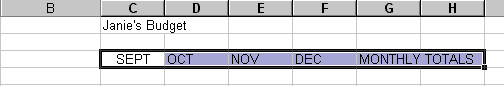 B C D E F G H
Janie's Budget
SEPT OCT NOV DEC MONTHLY TOTALS